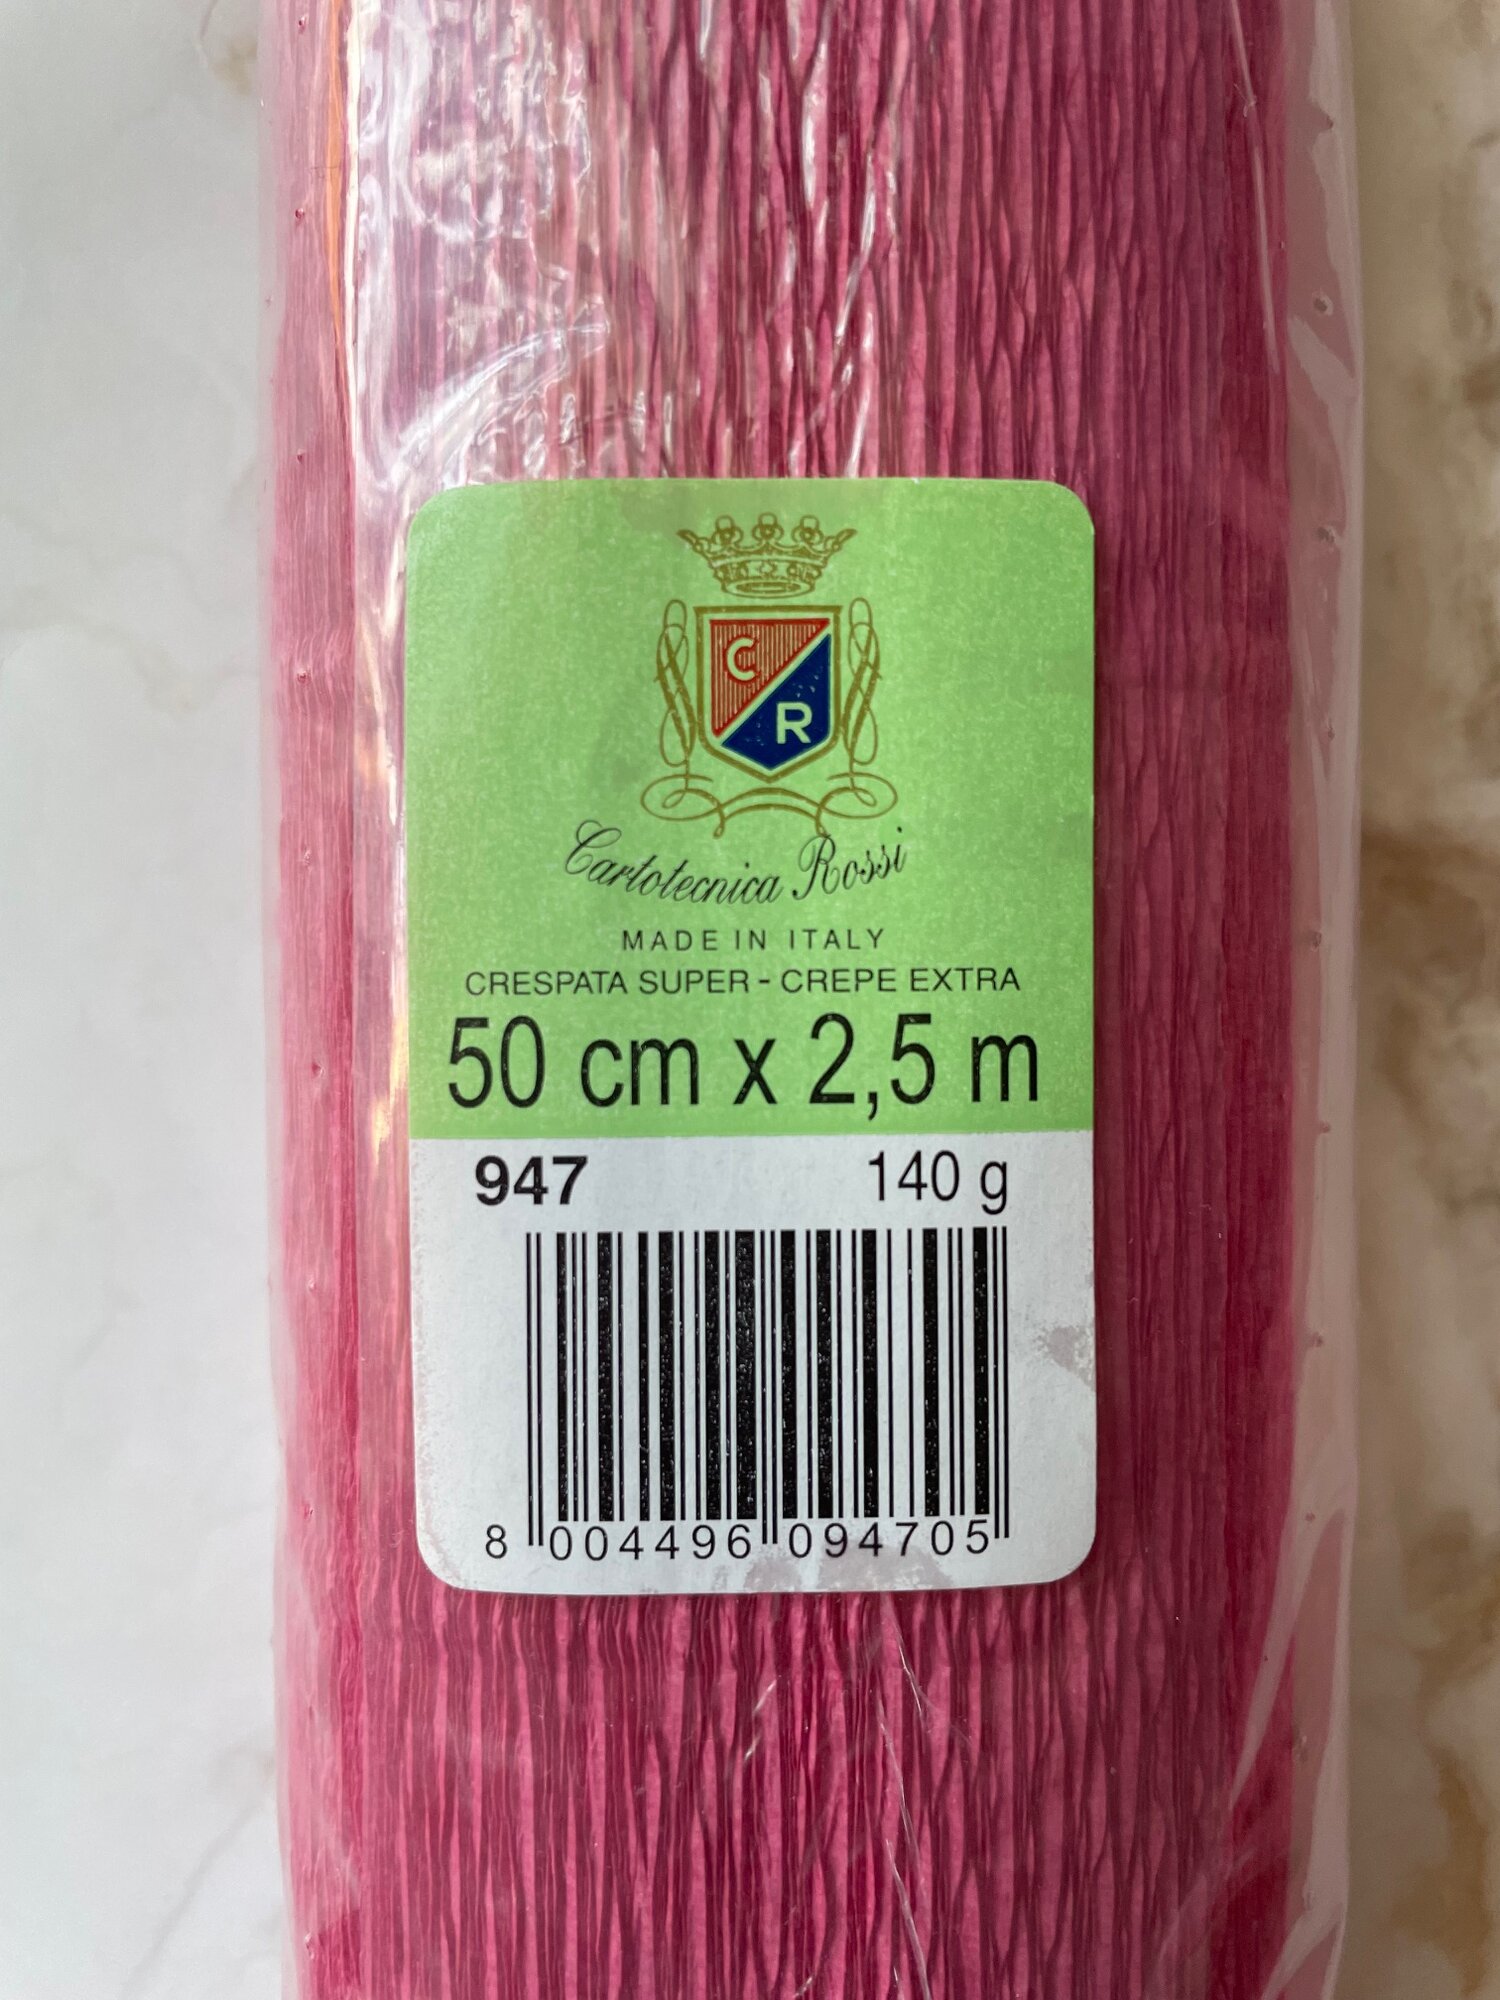 C
R
Cartotecnica Rossi
MADE IN ITALY
CRESPATA SUPER - CREPE EXTRA
50 cm x 2,5 m
947 140 g
8 004496 094705